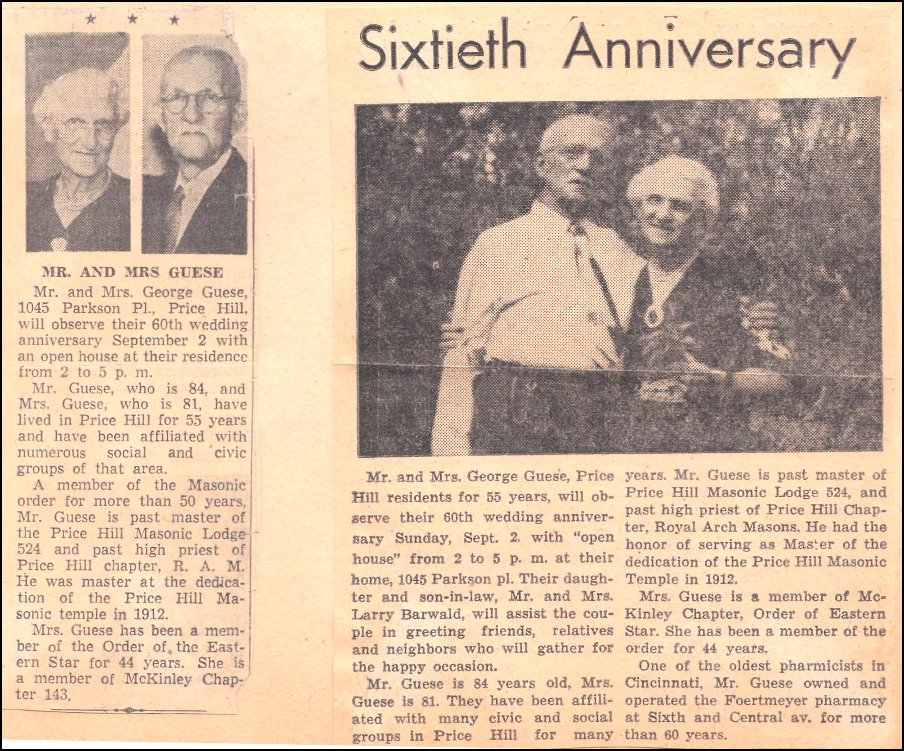 ★ ★ ★
MR. AND MRS GUESE
Mr. and Mrs. George Guese,
1045 Parkson Pl., Price Hill,
will observe their 60th wedding
anniversary September 2 with
an open house at their residence
from 2 to 5 p. m.
Mr. Guese, who is 84, and
Mrs. Guese, who is 81, have
lived in Price Hill for 55 years
and have been affiliated with
numerous social and civic
groups of that area.
A member of the Masonic
order for more than 50 years,
Mr. Guese is past master of
the Price Hill Masonic Lodge
524 and past high priest of
Price Hill chapter, R. A. M.
He was master at the dedica-
tion of the Price Hill Ma-
sonic temple in 1912.
Mrs. Guese has been a mem-
ber of the Order of the East-
ern Star for 44 years. She is
a member of McKinley Chap-
ter 143.
Sixtieth Anniversary
Mr. and Mrs. George Guese, Price
Hill residents for 55 years, will ob-
serve their 60th wedding anniver-
sary Sunday, Sept. 2, with "open
house" from 2 to 5 p. m. at their
home, 1045 Parkson pl. Their daugh-
ter and son-in-law, Mr. and Mrs.
Larry Barwald, will assist the cou-
ple in greeting friends, relatives
and neighbors who will gather for
the happy occasion.
Mr. Guese is 84 years old, Mrs.
Guese is 81. They have been affili-
ated with many civic and social
groups in Price Hill for many
years. Mr. Guese is past master of
Price Hill Masonic Lodge 524, and
past high priest of Price Hill Chap-
ter, Royal Arch Masons. He had the
honor of serving as Master of the
dedication of the Price Hill Masonic
Temple in 1912.
Mrs. Guese is a member of Mc-
Kinley Chapter, Order of Eastern
Star. She has been a member of the
order for 44 years.
One of the oldest pharmicists in
Cincinnati, Mr. Guese owned and
operated the Foertmeyer pharmacy
at Sixth and Central av. for more
than 60 years.